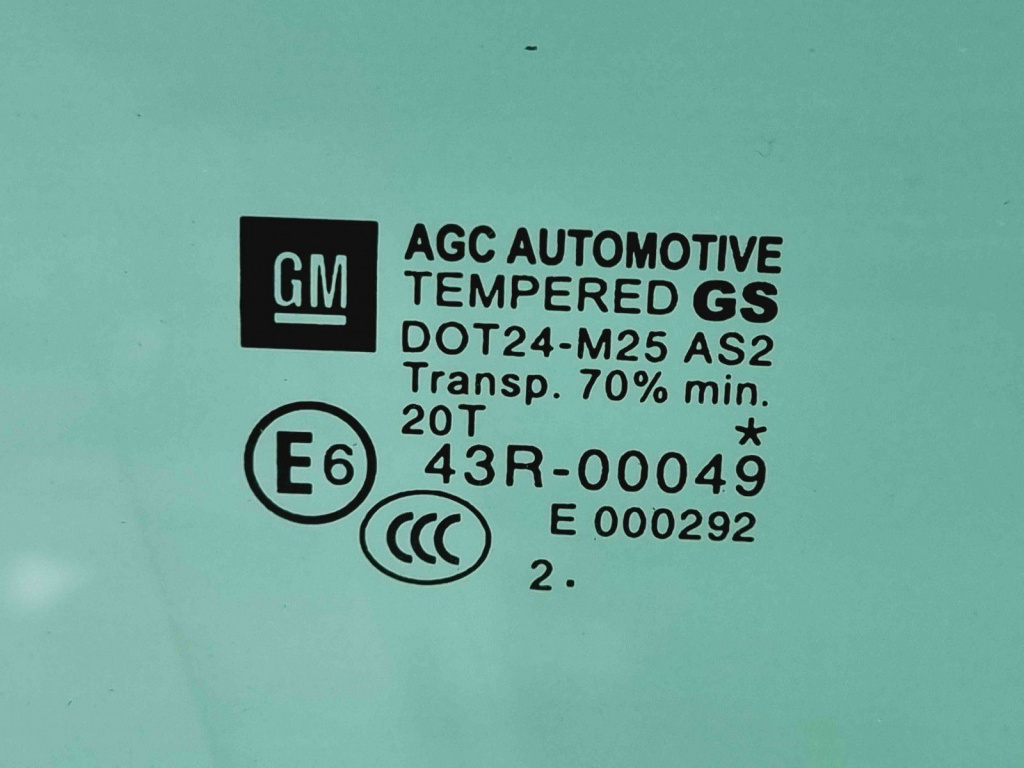 GM
AGC AUTOMOTIVE
TEMPERED GS
DOT24-M25 AS2
Transp. 70% min.
20T *
E6 43R-00049
CCC E 000292
2 .